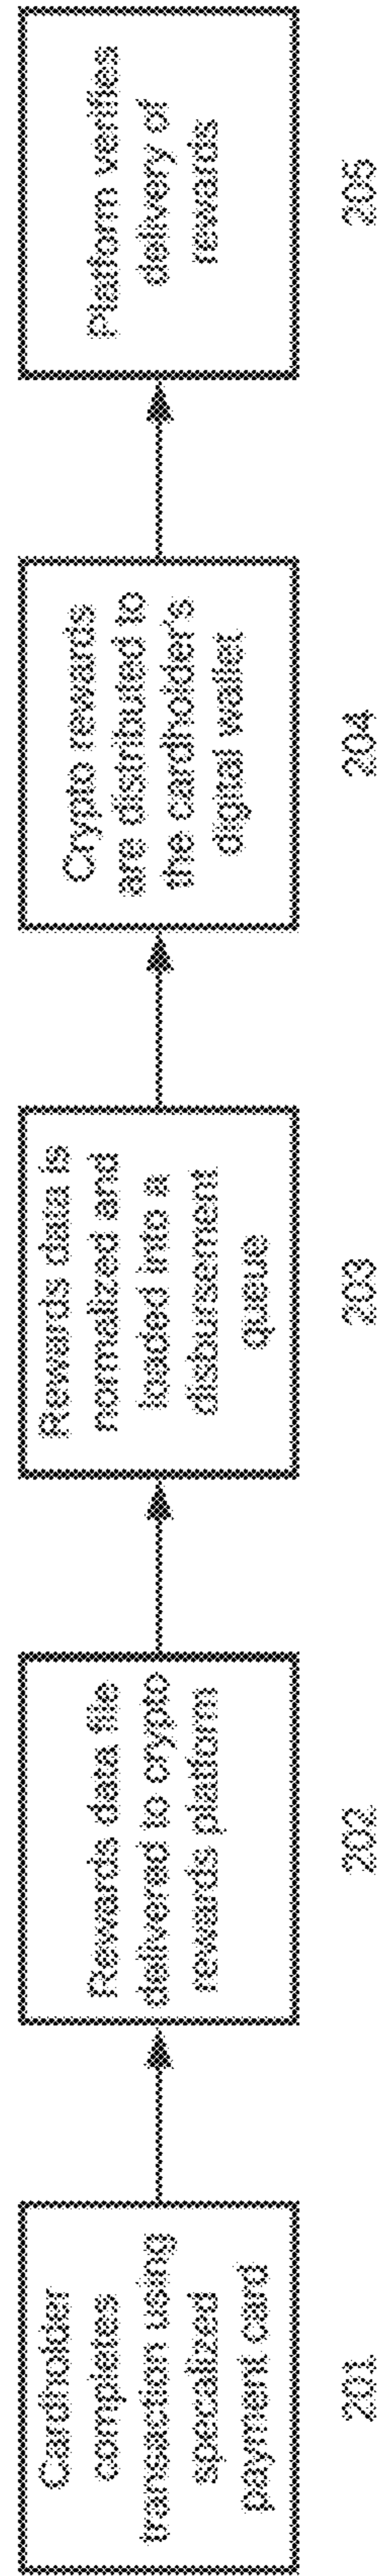 Cardholder
completes
transaction using
specialized
payment card
201
Rewards data file
delivered to crypto
rewards platform
202
Rewards data is
normalized and
loaded into a
disbursement
queue
203
Crypto rewards
are distributed to
the cardholder's
digital wallet
204
Platform verifies
delivery of
rewards
205